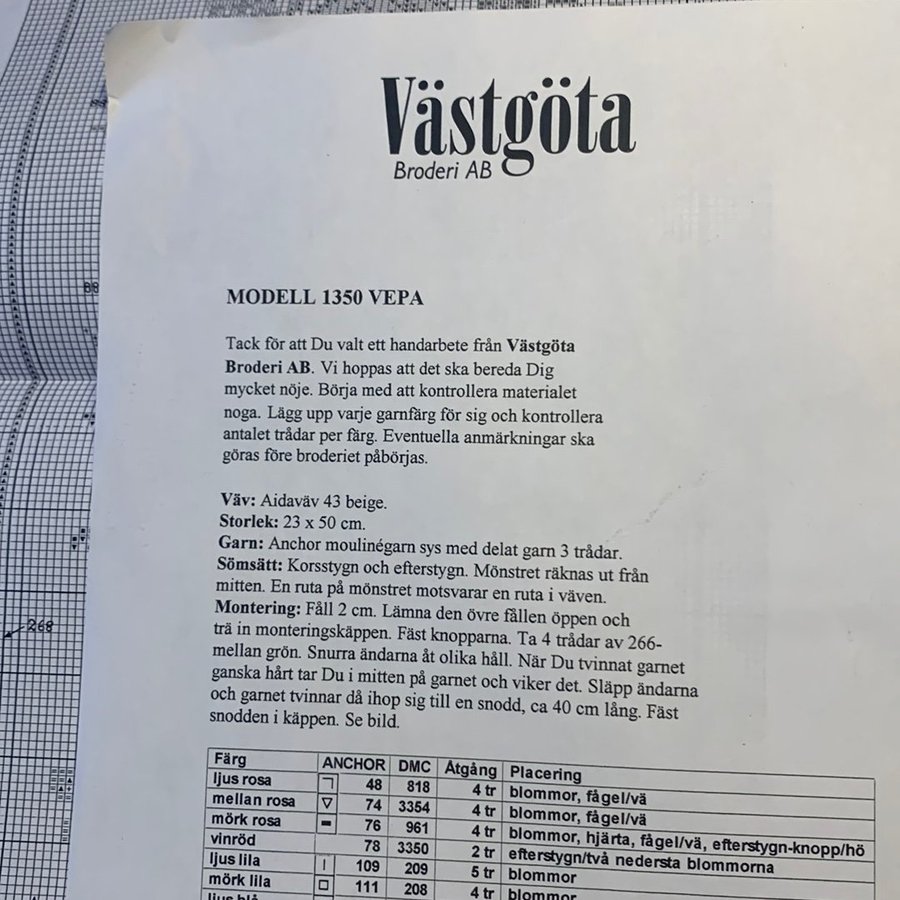 Västgöta
Broderi AB
MODELL 1350 VEPA
Tack för att Du valt ett handarbete från Västgöta
Broderi AB. Vi hoppas att det ska bereda Dig
mycket nöje. Börja med att kontrollera materialet
noga. Lägg upp varje garnfärg för sig och kontrollera
antalet trådar per färg. Eventuella anmärkningar ska
göras före broderiet påbörjas.
Väv: Aidaväv 43 beige.
Storlek: 23 x 50 cm.
Garn: Anchor moulinégarn sys med delat garn 3 trådar.
Sömsätt: Korsstygn och efterstygn. Mönstret räknas ut från
mitten. En ruta på mönstret motsvarar en ruta i väven.
Montering: Fåll 2 cm. Lämna den övre fållen öppen och
trä in monteringskäppen. Fäst knopparna. Ta 4 trådar av 266-
mellan grön. Snurra ändarna åt olika håll. När Du tvinnat garnet
ganska hårt tar Du i mitten på garnet och viker det. Släpp ändarna
och garnet tvinnar då ihop sig till en snodd, ca 40 cm lång. Fäst
snodden i käppen. Se bild.
Färg ANCHOR DMC Åtgång Placering
ljus rosa 48 818 4 tr blommor, fågel/vä
mellan rosa 74 3354 4 tr blommor, fågel/vä
mörk rosa 76 961 4 tr blommor, hjärta, fågel/vä, efterstygn-knopp/hö
vinröd 78 3350 2 tr efterstygn/två nedersta blommorna
ljus lila 109 209 5 tr blommor
mörk lila 111 208 4 tr blommor
ljus blå
268